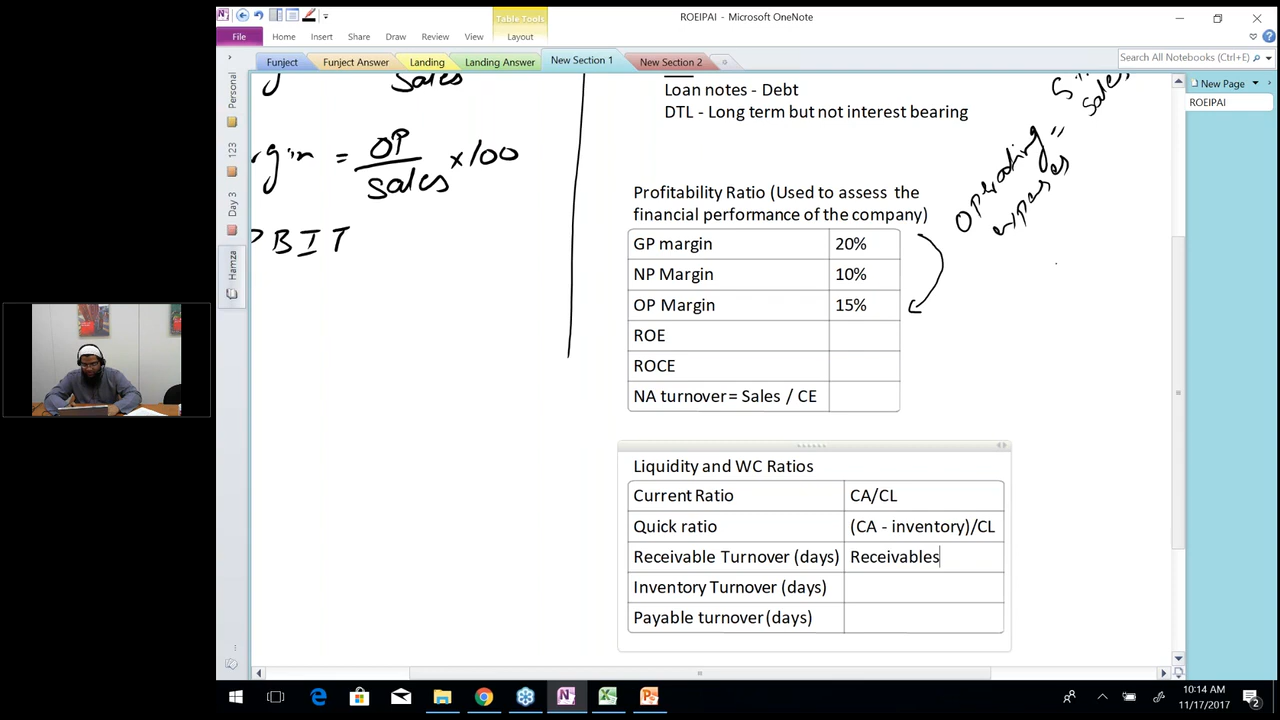 ROEIPAI - Microsoft OneNote
Table Tools
File Home Insert Share Draw Review View Layout
Funject Funject Answer Landing Landing Answer New Section 1 New Section 2
Search All Notebooks (Ctrl+E)
New Page
ROEIPAI
Personal
123
Day 3
Hamza
Sales
= OP / Sales × 100
PBIT
Loan notes - Debt
DTL - Long term but not interest bearing
sales
Operating =
expenses
Profitability Ratio (Used to assess the
financial performance of the company)
GP margin 20%
NP Margin 10%
OP Margin 15%
ROE
ROCE
NA turnover = Sales / CE
Liquidity and WC Ratios
Current Ratio CA/CL
Quick ratio (CA - inventory)/CL
Receivable Turnover (days) Receivables
Inventory Turnover (days)
Payable turnover (days)
10:14 AM
11/17/2017
2